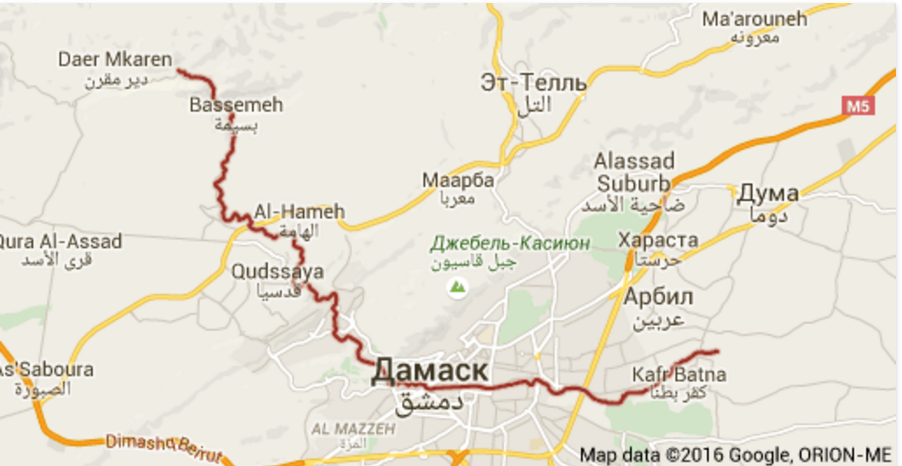 Ma'arouneh
معرونه
Daer Mkaren
دير مقرن
Эт-Телль
التل
Bassemeh
بسيمة
M5
Alassad
Suburb
ضاحية الأسد
Маарба
معربا
Дума
دوما
Al-Hameh
الهامة
Qura Al-Assad
قرى الأسد
Джебель-Касиюн
جبل قاسيون
Хараста
حرستا
Qudssaya
قدسيا
Арбил
عربين
As Saboura
الصبورة
Дамаск
دمشق
Kafr Batna
كفر بطنا
AL MAZZEH
المزة
Dimashq Beirut
Map data ©2016 Google, ORION-ME